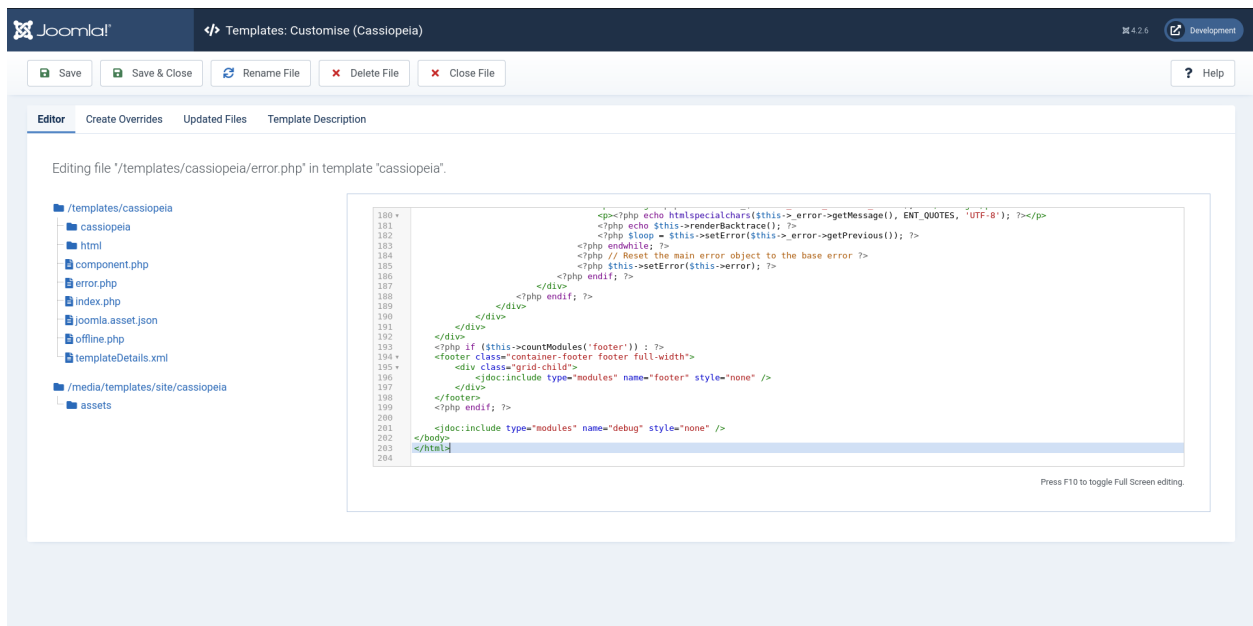 Joomla!® Templates: Customise (Cassiopeia) 4.2.6 Development
Save Save & Close Rename File Delete File Close File Help
Editor Create Overrides Updated Files Template Description
Editing file "/templates/cassiopeia/error.php" in template "cassiopeia".
/templates/cassiopeia
cassiopeia
html
component.php
error.php
index.php
joomla.asset.json
offline.php
templateDetails.xml
/media/templates/site/cassiopeia
assets
180 <p><?php echo htmlspecialchars($this->_error->getMessage(), ENT_QUOTES, 'UTF-8'); ?></p>
181 <?php echo $this->renderBacktrace(); ?>
182 <?php $loop = $this->setError($this->_error->getPrevious()); ?>
183 <?php endwhile; ?>
184 <?php // Reset the main error object to the base error ?>
185 <?php $this->setError($this->error); ?>
186 <?php endif; ?>
187 </div>
188 <?php endif; ?>
189 </div>
190 </div>
191 </div>
192 </div>
193 <?php if ($this->countModules('footer')) : ?>
194 <footer class="container-footer footer full-width">
195 <div class="grid-child">
196 <jdoc:include type="modules" name="footer" style="none" />
197 </div>
198 </footer>
199 <?php endif; ?>
200
201 <jdoc:include type="modules" name="debug" style="none" />
202 </body>
203 </html>
204
Press F10 to toggle Full Screen editing.